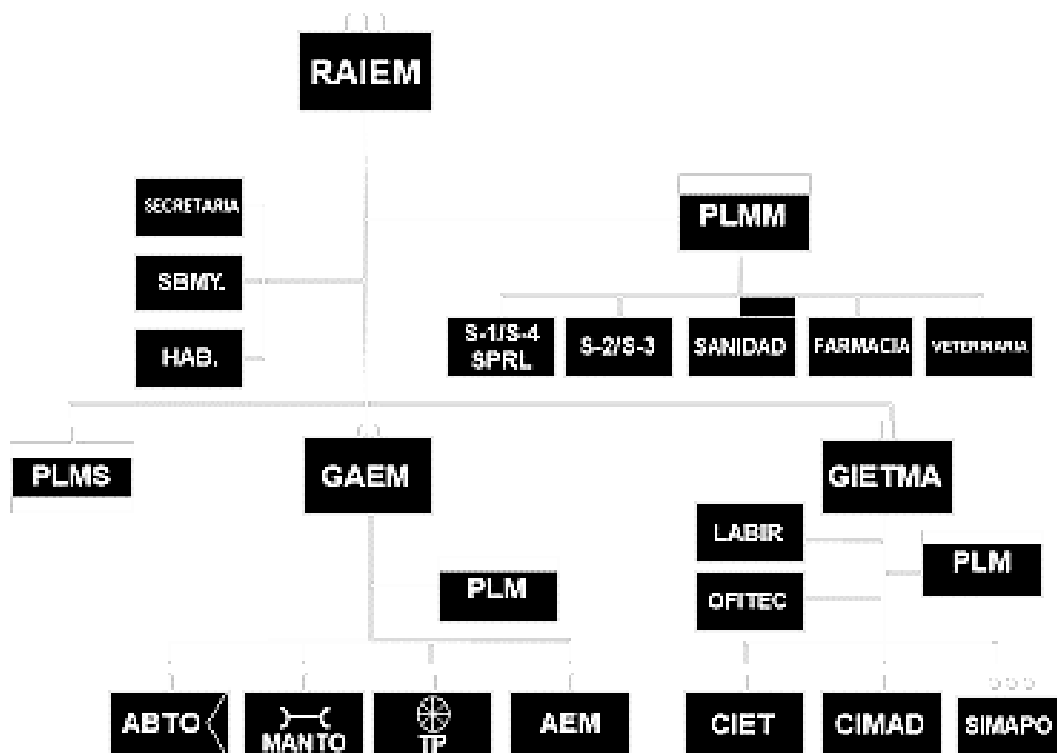 RAIEM
SECRETARIA
PLMM
SBMY.
HAB.
S-1/S-4
SPRL
S-2/S-3
SANIDAD
FARMACIA
VETERINARIA
PLMS
GAEM
GIETMA
LABIR
PLM
PLM
OFITEC
ABTO
MANTO
TP
AEM
CIET
CIMAD
SIMAPO